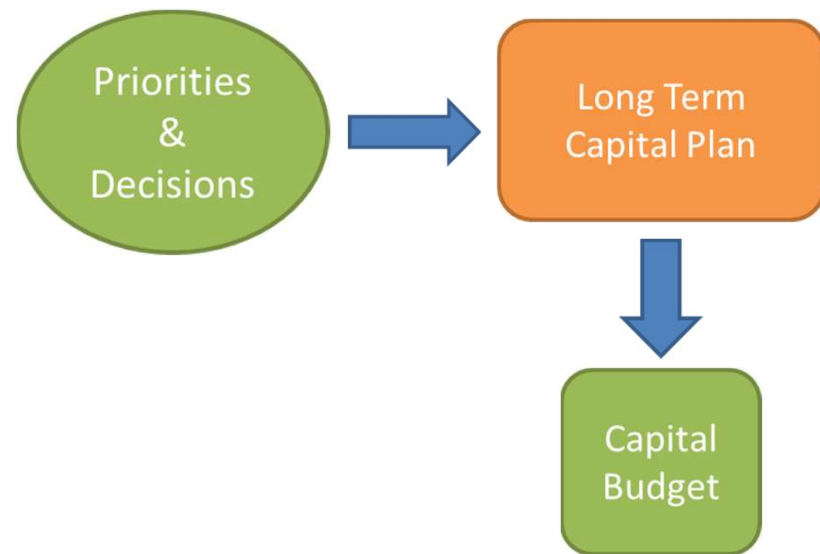 Priorities
&
Decisions
Long Term
Capital Plan
Capital
Budget